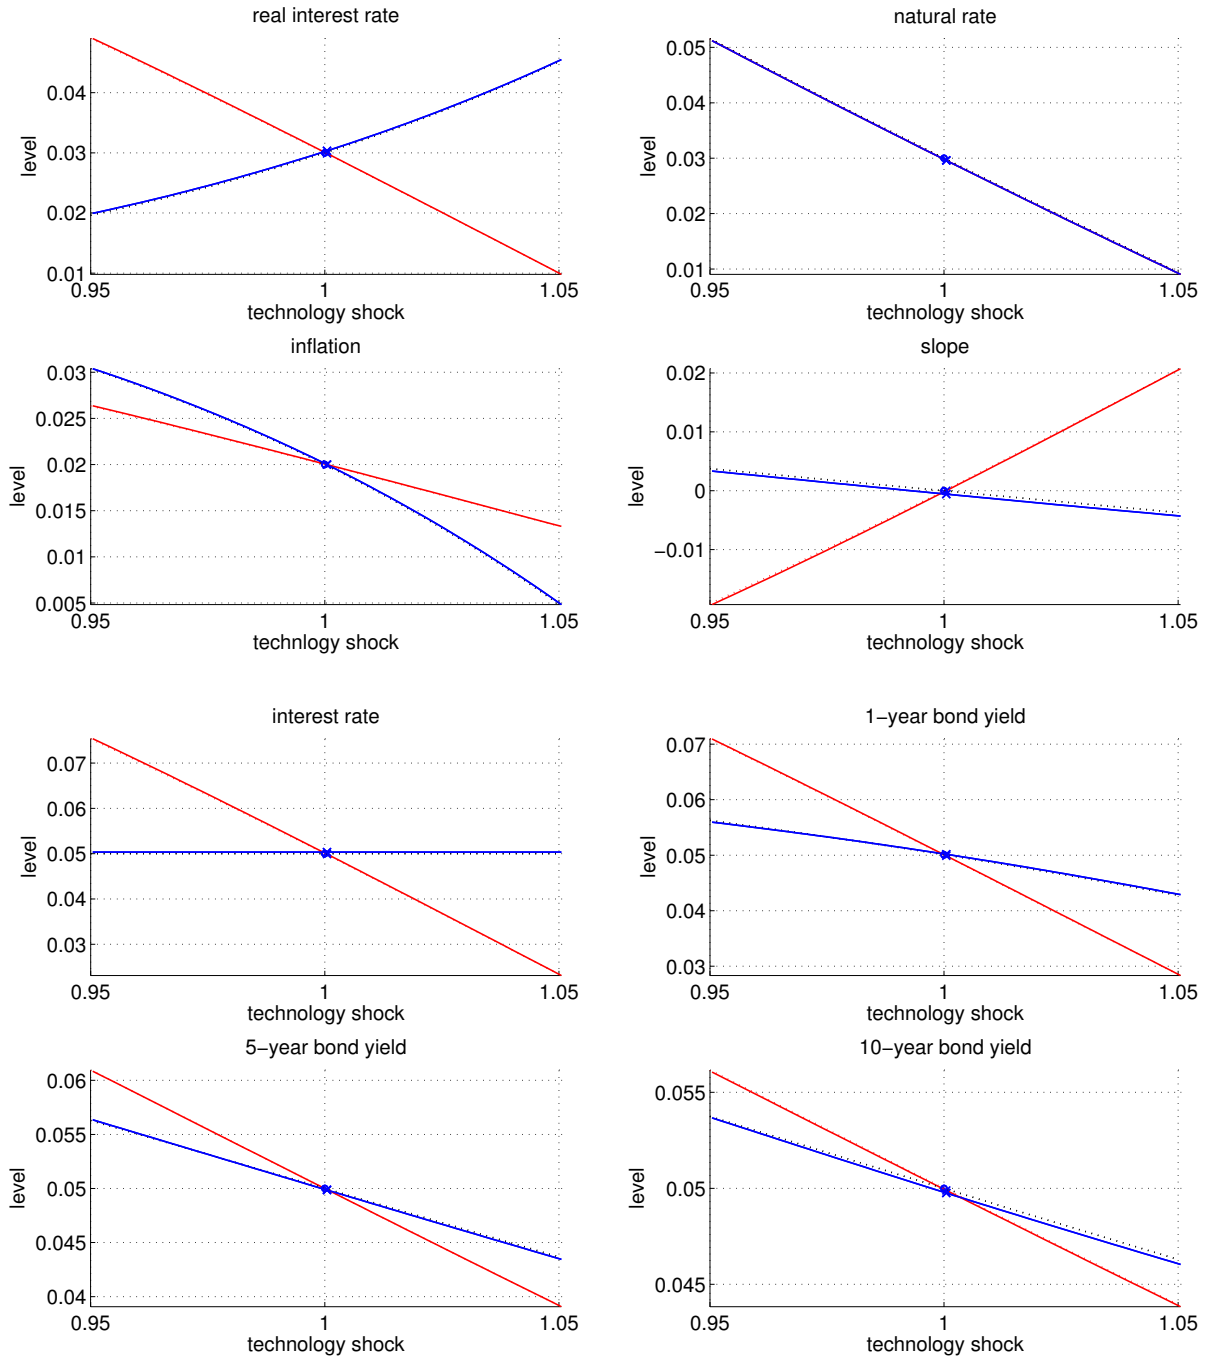 real interest rate
level
0.04
0.03
0.02
0.01
0.95
1
1.05
technology shock
natural rate
level
0.05
0.04
0.03
0.02
0.01
0.95
1
1.05
technology shock
inflation
level
0.03
0.025
0.02
0.015
0.01
0.005
0.95
1
1.05
technlogy shock
slope
level
0.02
0.01
0
−0.01
0.95
1
1.05
technology shock
interest rate
level
0.07
0.06
0.05
0.04
0.03
0.95
1
1.05
technology shock
1−year bond yield
level
0.07
0.06
0.05
0.04
0.03
0.95
1
1.05
technology shock
5−year bond yield
level
0.06
0.055
0.05
0.045
0.04
0.95
1
1.05
technology shock
10−year bond yield
level
0.055
0.05
0.045
0.95
1
1.05
technology shock